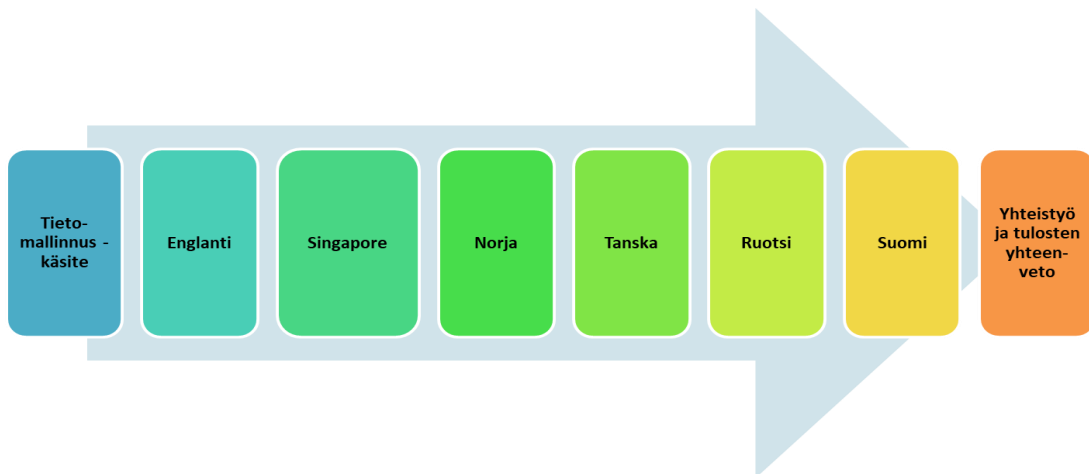 Tieto-
mallinnus -
käsite
Englanti
Singapore
Norja
Tanska
Ruotsi
Suomi
Yhteistyö
ja tulosten
yhteen-
veto